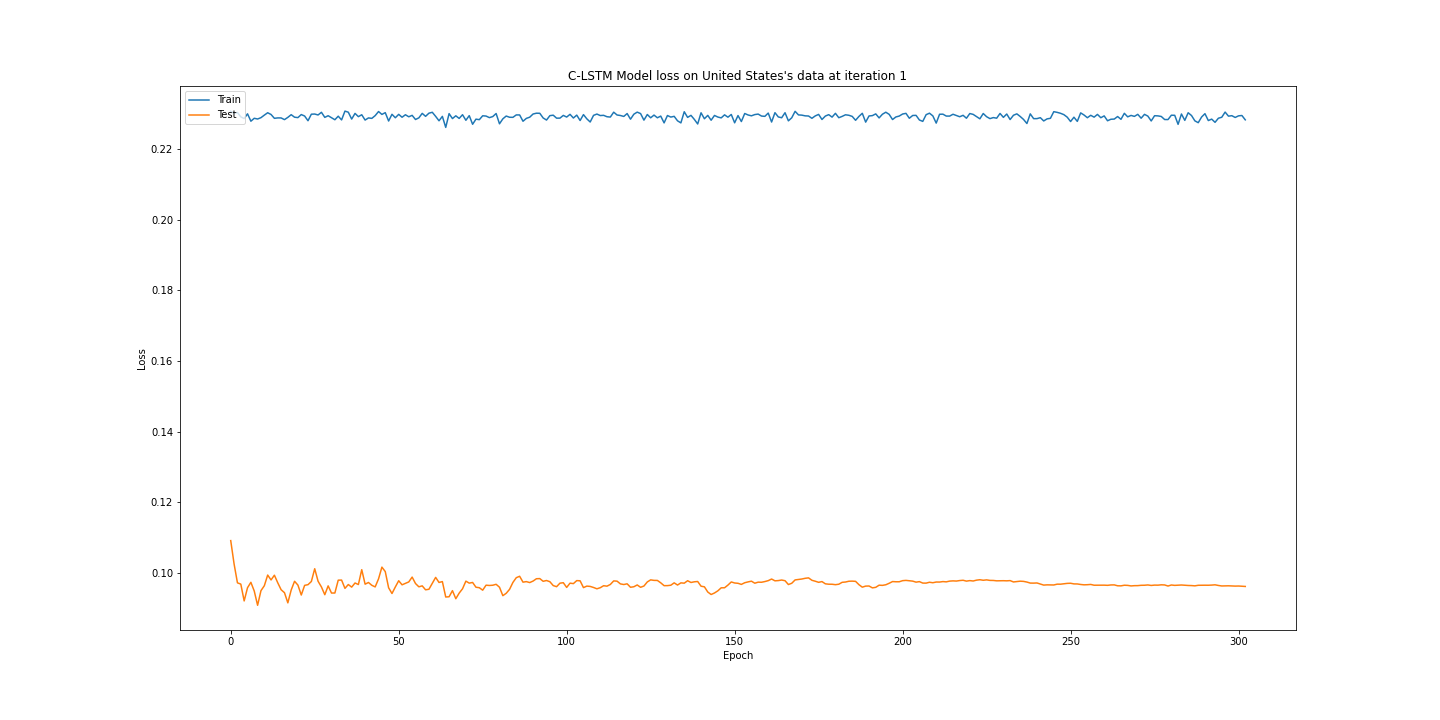 C-LSTM Model loss on United States's data at iteration 1
Train
Test
0.22
0.20
0.18
0.16
0.14
0.12
0.10
Loss
0 50 100 150 200 250 300
Epoch